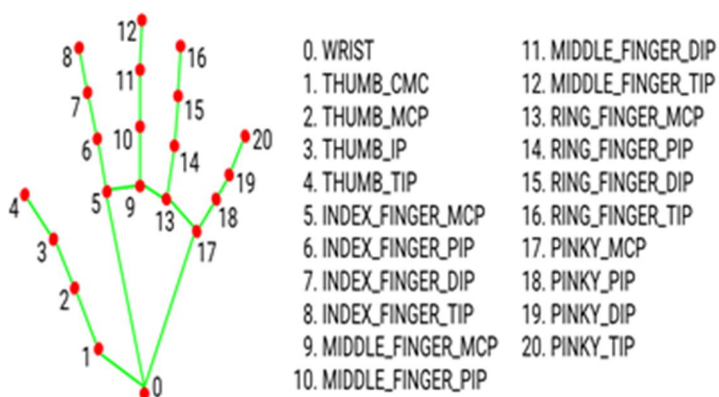 12
8
16
11
7
15
10
20
6
14
19
4
5
9
13
18
3
17
2
1
0
0. WRIST
1. THUMB_CMC
2. THUMB_MCP
3. THUMB_IP
4. THUMB_TIP
5. INDEX_FINGER_MCP
6. INDEX_FINGER_PIP
7. INDEX_FINGER_DIP
8. INDEX_FINGER_TIP
9. MIDDLE_FINGER_MCP
10. MIDDLE_FINGER_PIP
11. MIDDLE_FINGER_DIP
12. MIDDLE_FINGER_TIP
13. RING_FINGER_MCP
14. RING_FINGER_PIP
15. RING_FINGER_DIP
16. RING_FINGER_TIP
17. PINKY_MCP
18. PINKY_PIP
19. PINKY_DIP
20. PINKY_TIP